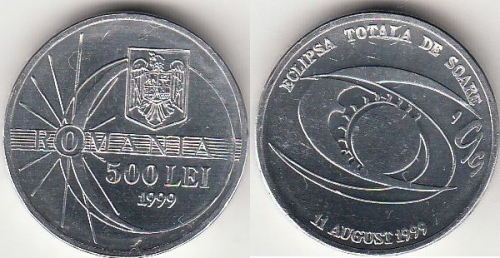 ROMANIA
500 LEI
1999
ECLIPSA TOTALA DE SOARE
11 AUGUST 1999